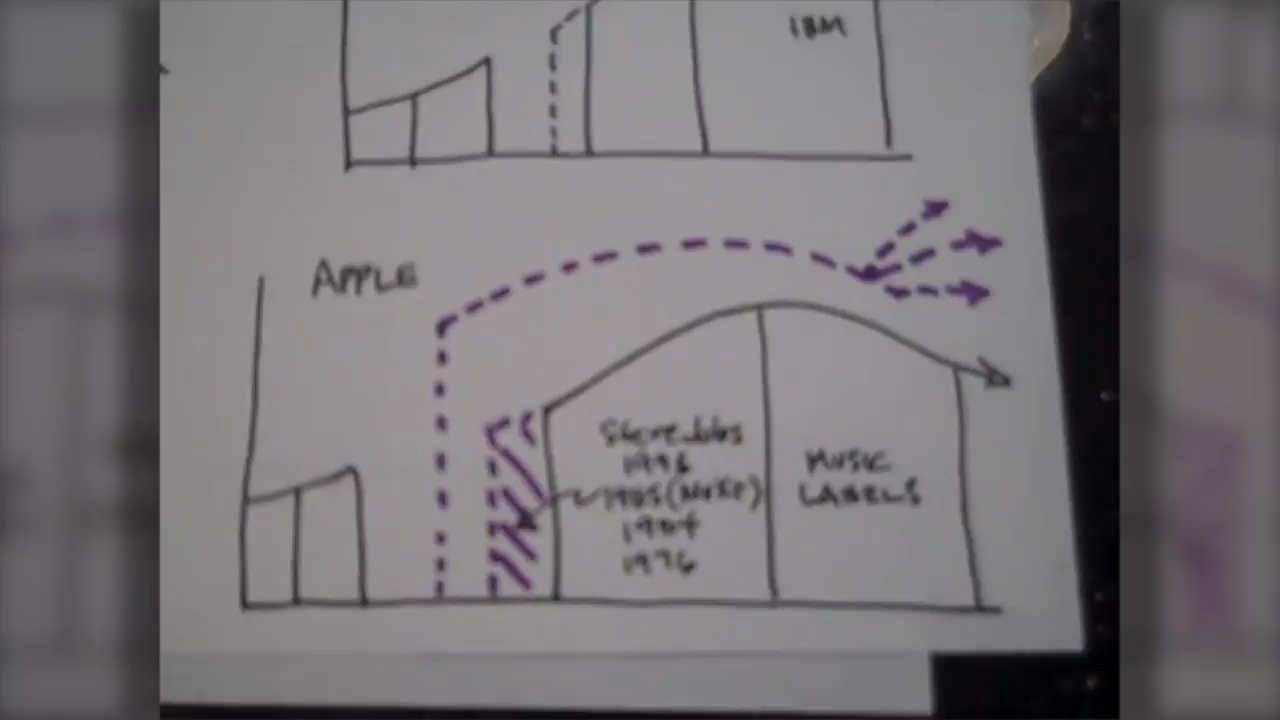 IBM
APPLE
Steve Jobs
1996
1985 (NeXT)
1984
1976
MUSIC
LABELS